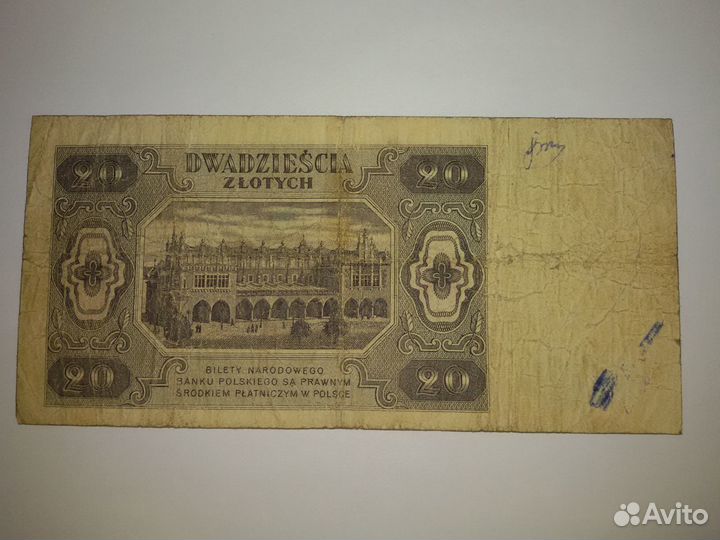 20 DWADZIEŚCIA 20
ZŁOTYCH
BILETY NARODOWEGO
BANKU POLSKIEGO SĄ PRAWNYM
ŚRODKIEM PŁATNICZYM W POLSCE
20 20
Avito